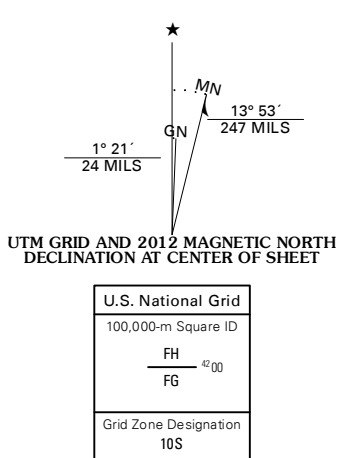 ★
MN
13° 53´
247 MILS
GN
1° 21´
24 MILS
UTM GRID AND 2012 MAGNETIC NORTH
DECLINATION AT CENTER OF SHEET
U.S. National Grid
100,000-m Square ID
FH
4200
FG
Grid Zone Designation
10S